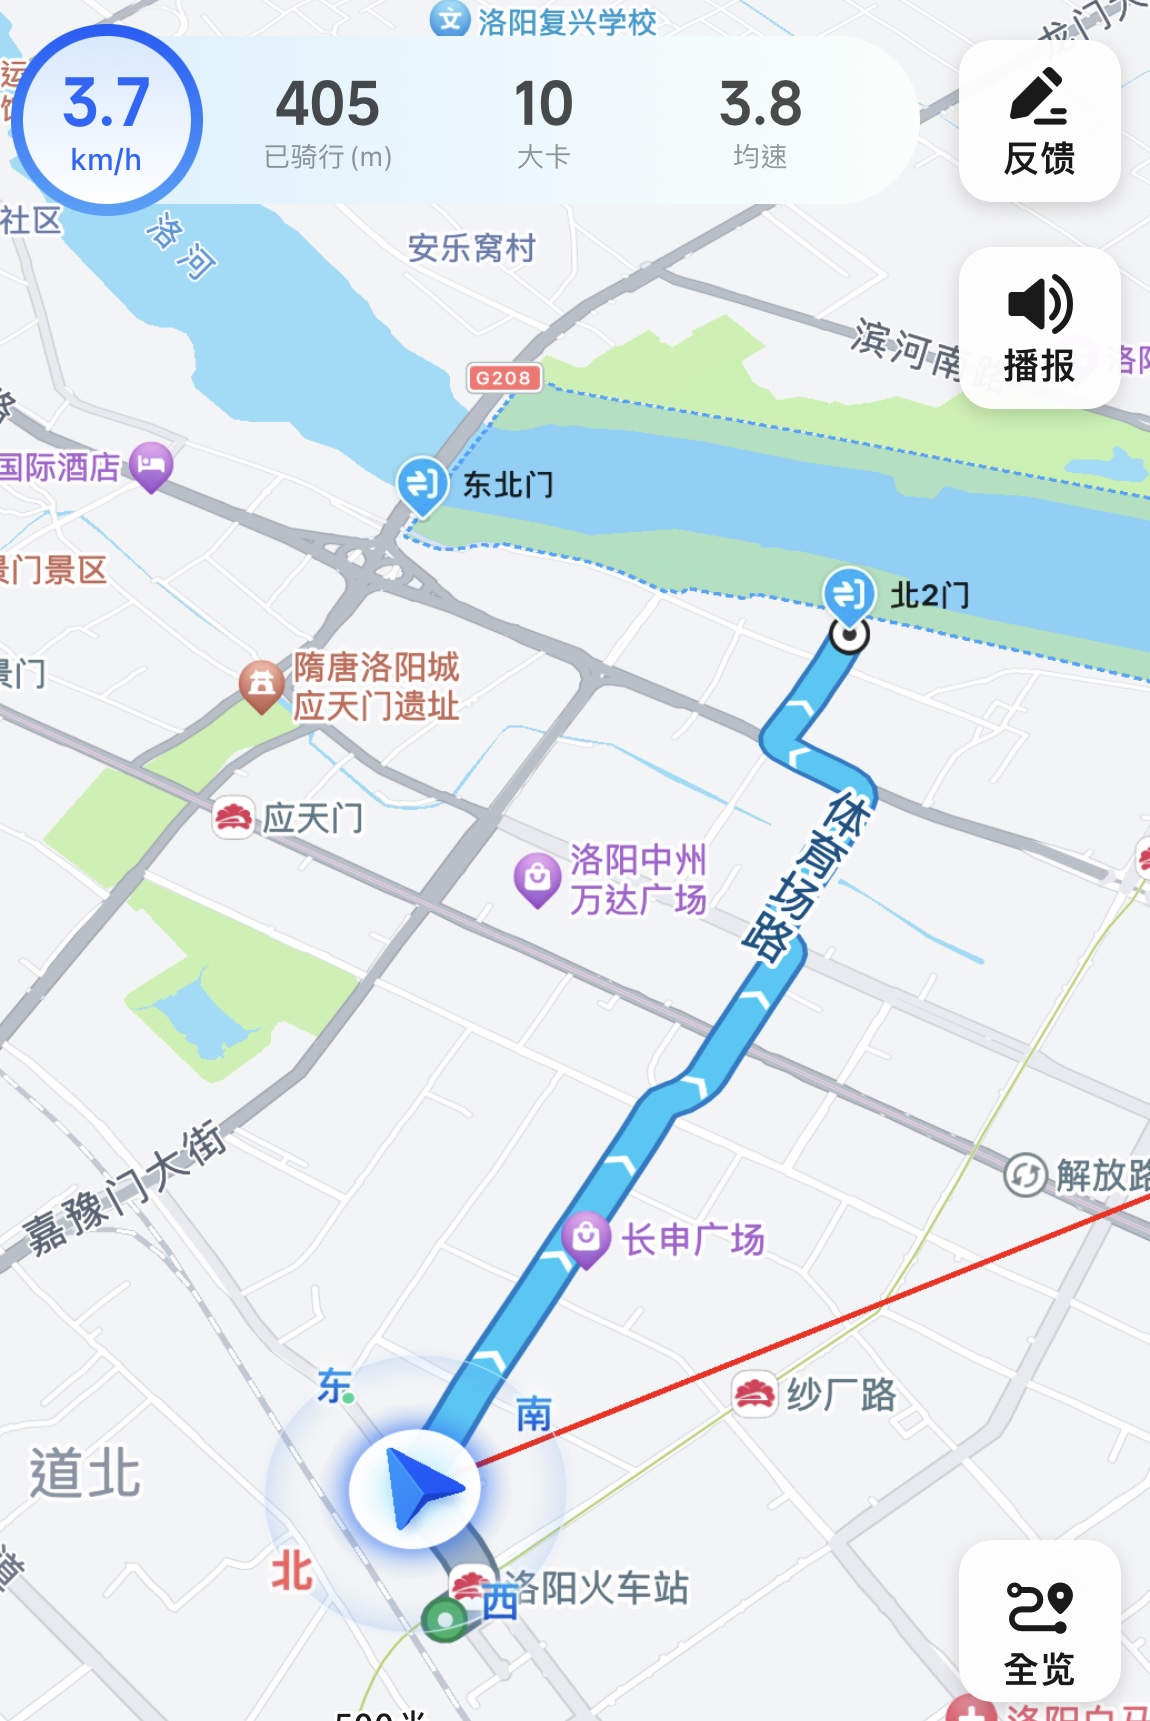 洛阳复兴学校
3.7
km/h
405
已骑行 (m)
10
大卡
3.8
均速
反馈
社区
洛河
安乐窝村
播报
滨河南路
G208
国际酒店
东北门
景门景区
北2门
景门
隋唐洛阳城
应天门遗址
应天门
体育场路
洛阳中州
万达广场
嘉豫门大街
解放路
长申广场
东
南
纱厂路
道北
北
洛阳火车站
西
全览